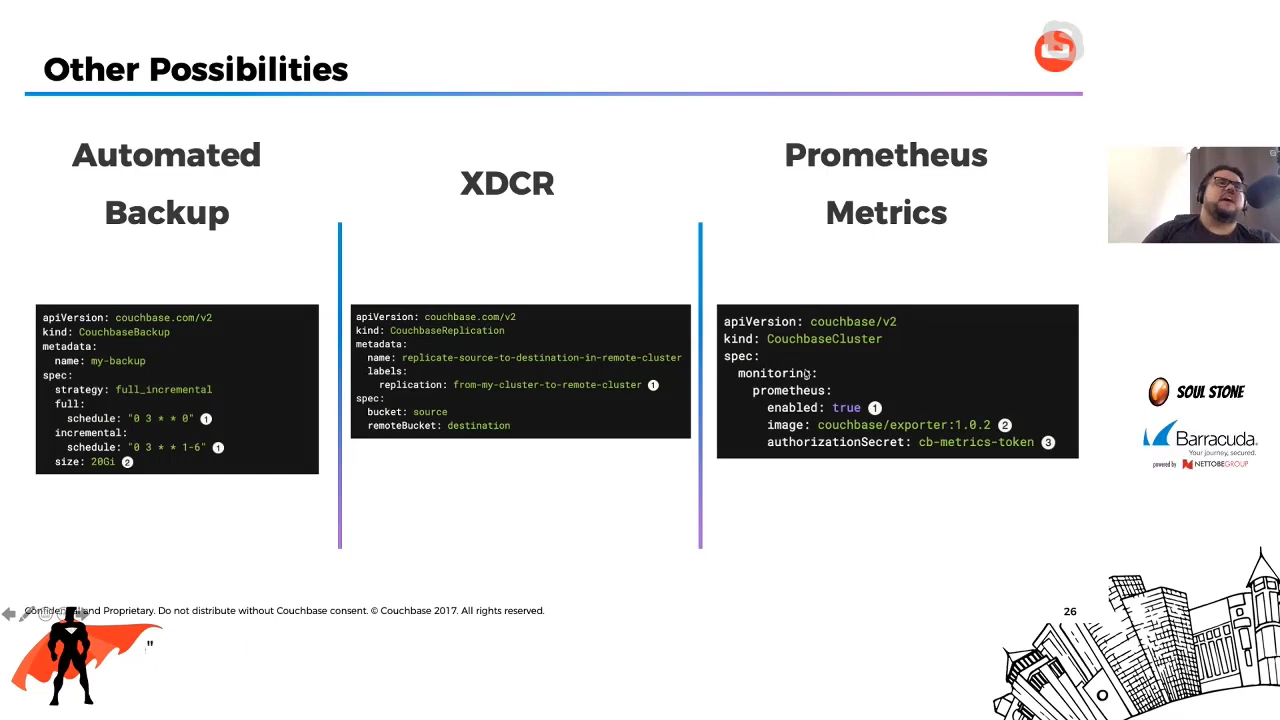 Other Possibilities
Automated
Backup
apiVersion: couchbase.com/v2
kind: CouchbaseBackup
metadata:
name: my-backup
spec:
strategy: full_incremental
full:
schedule: "0 3 * * 0" 1
incremental:
schedule: "0 3 * * 1-6" 1
size: 20Gi 2
XDCR
apiVersion: couchbase.com/v2
kind: CouchbaseReplication
metadata:
name: replicate-source-to-destination-in-remote-cluster
labels:
replication: from-my-cluster-to-remote-cluster 1
spec:
bucket: source
remoteBucket: destination
Prometheus
Metrics
apiVersion: couchbase/v2
kind: CouchbaseCluster
spec:
monitoring:
prometheus:
enabled: true 1
image: couchbase/exporter:1.0.2 2
authorizationSecret: cb-metrics-token 3
SOUL STONE
Barracuda.
Your journey, secured.
powered by NETTOBEGROUP
Confidential and Proprietary. Do not distribute without Couchbase consent. © Couchbase 2017. All rights reserved.
26
"